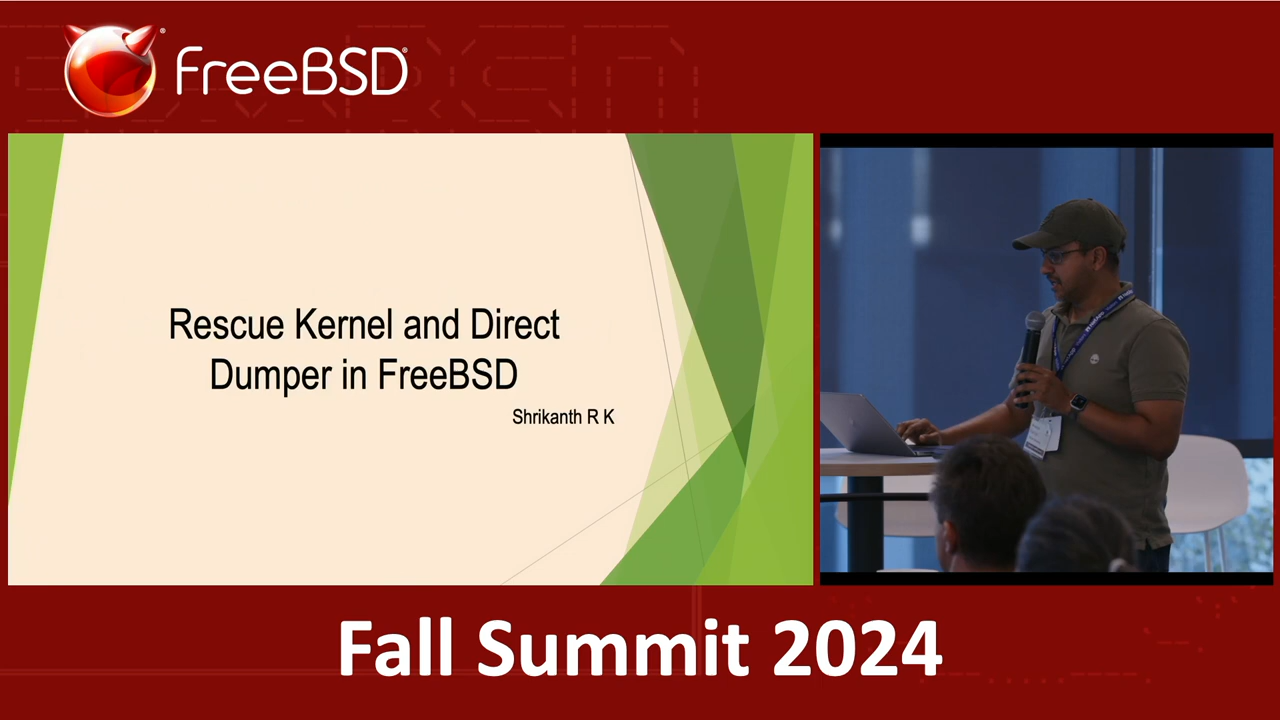 FreeBSD®
Rescue Kernel and Direct
Dumper in FreeBSD
Shrikanth R K
Fall Summit 2024